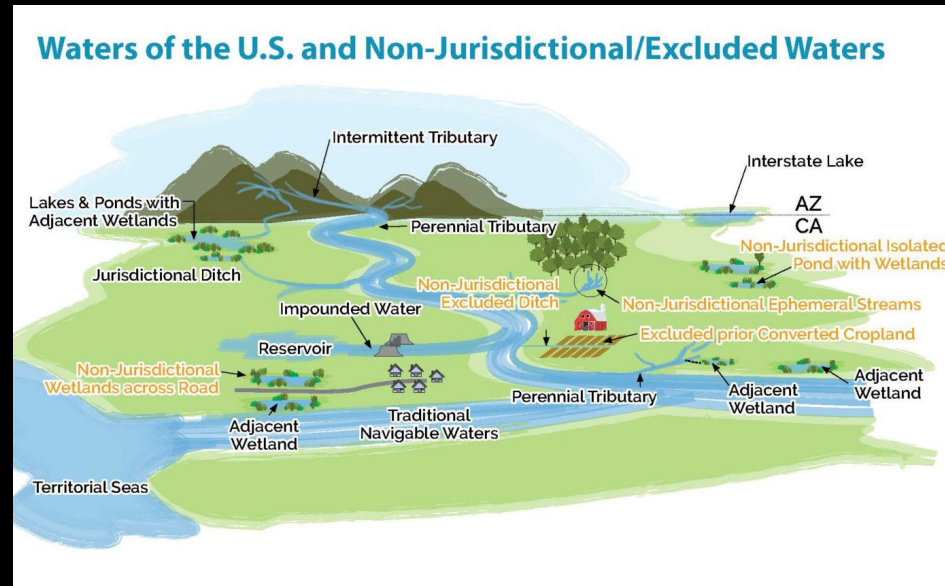 Waters of the U.S. and Non-Jurisdictional/Excluded Waters
Intermittent Tributary
Interstate Lake
Lakes & Ponds with
Adjacent Wetlands
AZ
CA
Perennial Tributary
Non-Jurisdictional Isolated
Pond with Wetlands
Jurisdictional Ditch
Non-Jurisdictional
Excluded Ditch
Non-Jurisdictional Ephemeral Streams
Impounded Water
Excluded prior Converted Cropland
Reservoir
Non-Jurisdictional
Wetlands across Road
Perennial Tributary
Adjacent
Wetland
Adjacent
Wetland
Adjacent
Wetland
Traditional
Navigable Waters
Territorial Seas